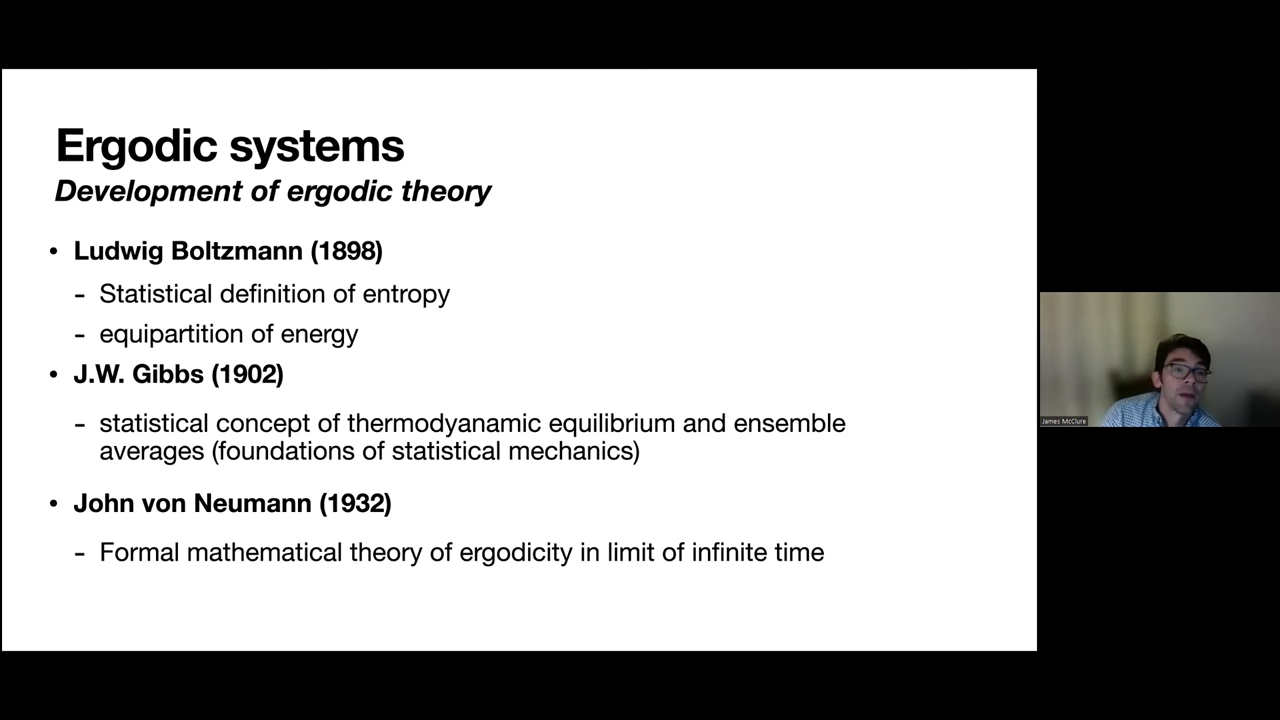 Ergodic systems
Development of ergodic theory
• Ludwig Boltzmann (1898)
- Statistical definition of entropy
- equipartition of energy
• J.W. Gibbs (1902)
- statistical concept of thermodyanamic equilibrium and ensemble
averages (foundations of statistical mechanics)
• John von Neumann (1932)
- Formal mathematical theory of ergodicity in limit of infinite time
James McClure